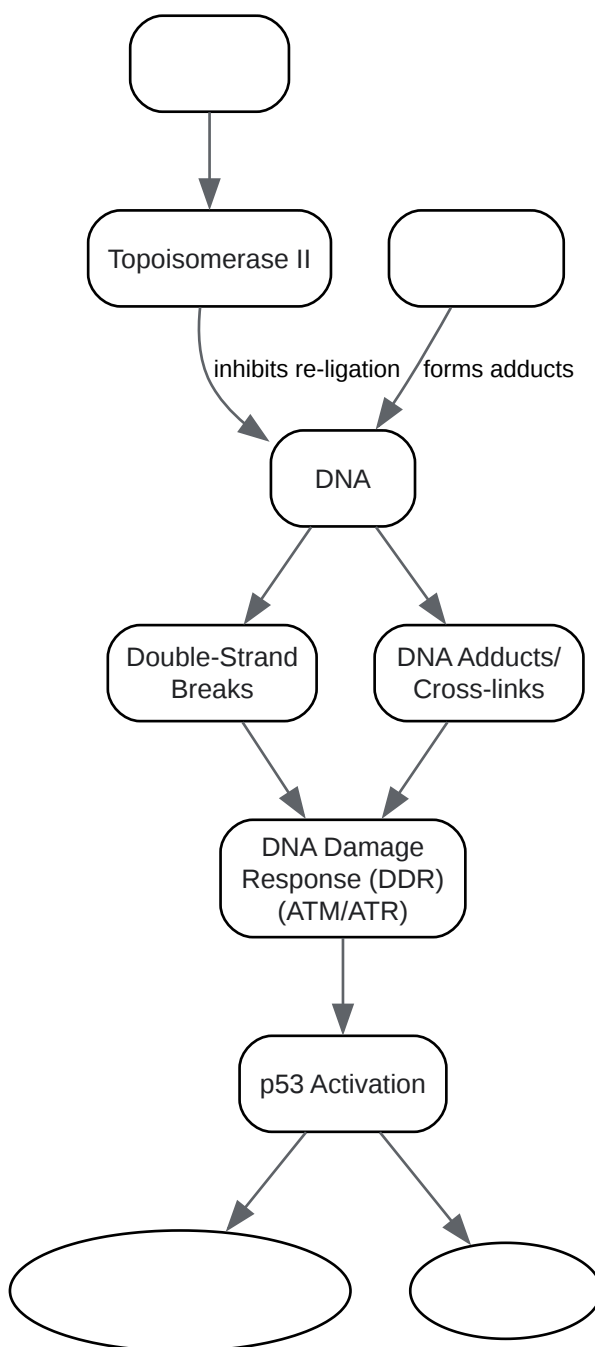 Topoisomerase II
inhibits re-ligation
forms adducts
DNA
Double-Strand
Breaks
DNA Adducts/
Cross-links
DNA Damage
Response (DDR)
(ATM/ATR)
p53 Activation